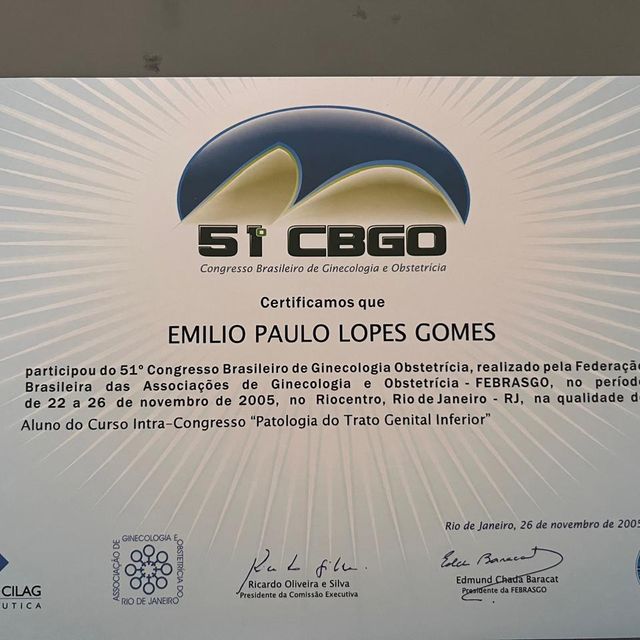 51º CBGO
Congresso Brasileiro de Ginecologia e Obstetrícia
Certificamos que
EMILIO PAULO LOPES GOMES
participou do 51º Congresso Brasileiro de Ginecologia Obstetrícia, realizado pela Federação
Brasileira das Associações de Ginecologia e Obstetrícia - FEBRASGO, no período
de 22 a 26 de novembro de 2005, no Riocentro, Rio de Janeiro - RJ, na qualidade de
Aluno do Curso Intra-Congresso "Patologia do Trato Genital Inferior"
Rio de Janeiro, 26 de novembro de 2005
ASSOCIAÇÃO DE GINECOLOGIA E OBSTETRÍCIA DO RIO DE JANEIRO
CILAG
Ricardo Oliveira e Silva
Presidente da Comissão Executiva
Edmund Chada Baracat
Presidente da FEBRASGO